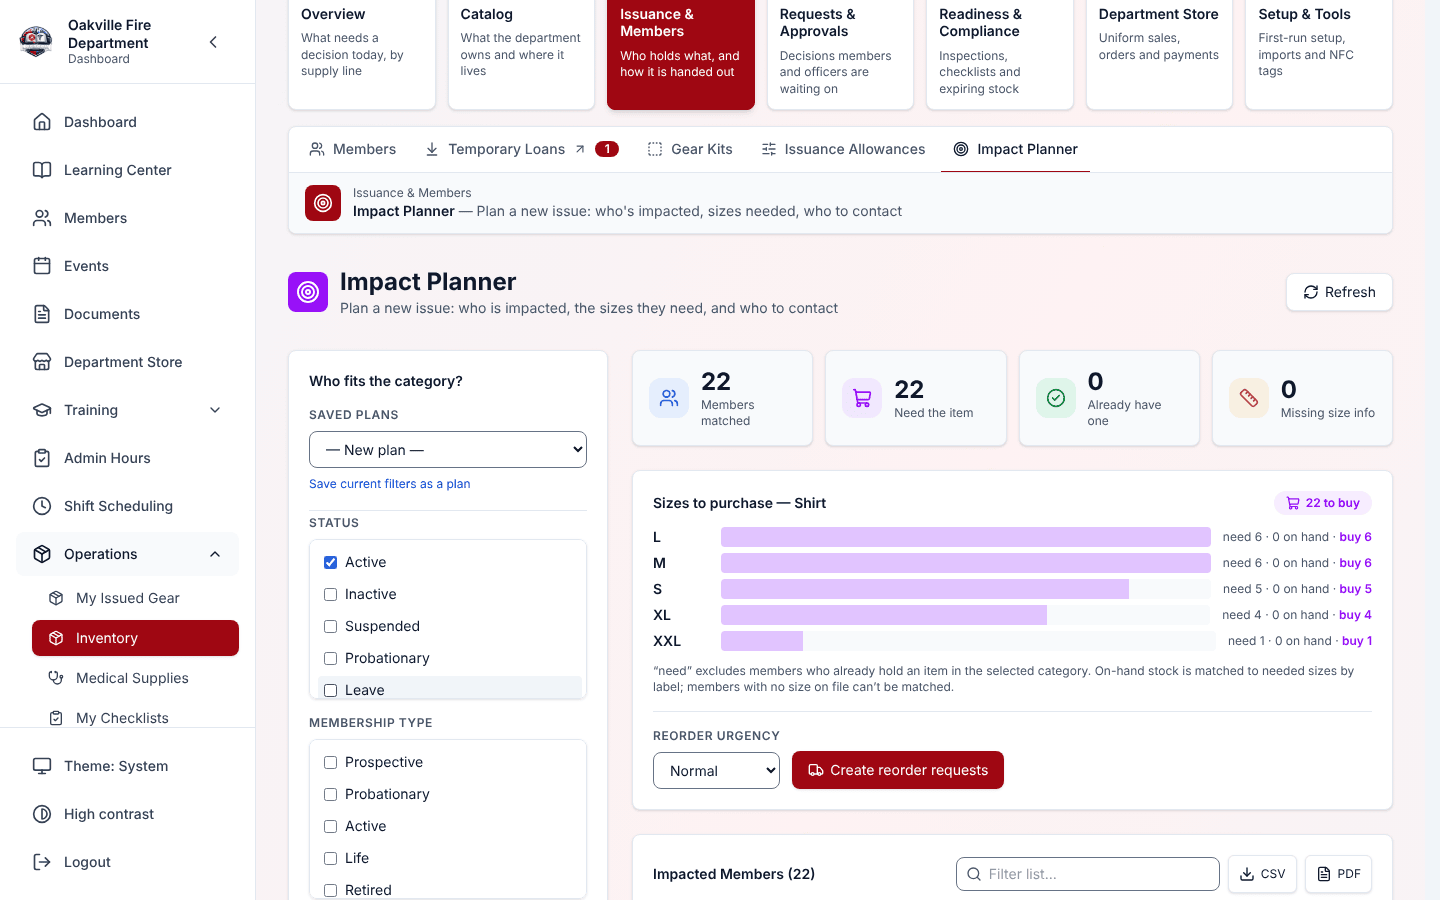 Oakville Fire
Department
Dashboard
Dashboard
Learning Center
Members
Events
Documents
Department Store
Training
Admin Hours
Shift Scheduling
Operations
My Issued Gear
Inventory
Medical Supplies
My Checklists
Theme: System
High contrast
Logout
Overview
What needs a
decision today, by
supply line
Catalog
What the department
owns and where it
lives
Issuance &
Members
Who holds what, and
how it is handed out
Requests &
Approvals
Decisions members
and officers are
waiting on
Readiness &
Compliance
Inspections,
checklists and
expiring stock
Department Store
Uniform sales,
orders and payments
Setup & Tools
First-run setup,
imports and NFC
tags
Members
Temporary Loans 1
Gear Kits
Issuance Allowances
Impact Planner
Issuance & Members
Impact Planner — Plan a new issue: who's impacted, sizes needed, who to contact
Impact Planner
Plan a new issue: who is impacted, the sizes they need, and who to contact
Refresh
Who fits the category?
SAVED PLANS
— New plan —
Save current filters as a plan
STATUS
Active
Inactive
Suspended
Probationary
Leave
MEMBERSHIP TYPE
Prospective
Probationary
Active
Life
Retired
22
Members
matched
22
Need the item
0
Already have
one
0
Missing size info
Sizes to purchase — Shirt
22 to buy
L need 6 · 0 on hand · buy 6
M need 6 · 0 on hand · buy 6
S need 5 · 0 on hand · buy 5
XL need 4 · 0 on hand · buy 4
XXL need 1 · 0 on hand · buy 1
“need” excludes members who already hold an item in the selected category. On-hand stock is matched to needed sizes by
label; members with no size on file can’t be matched.
REORDER URGENCY
Normal
Create reorder requests
Impacted Members (22)
Filter list...
CSV
PDF